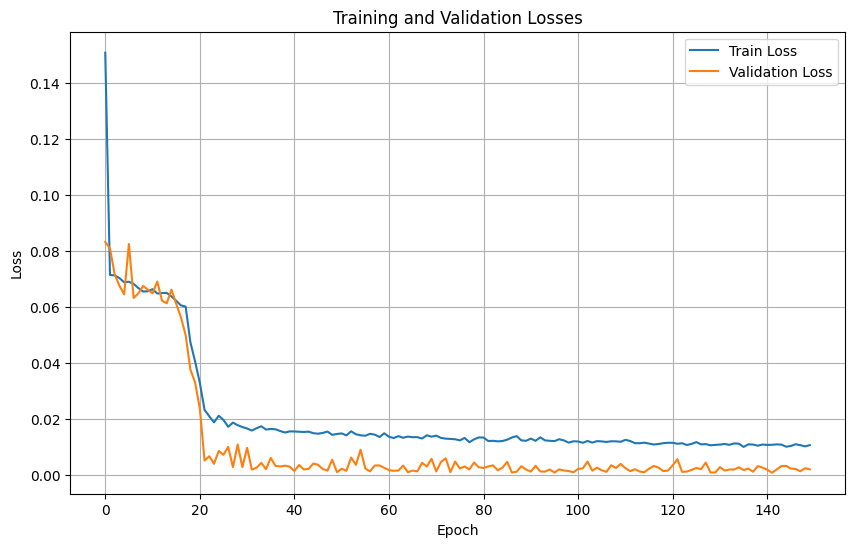 Training and Validation Losses
Train Loss
Validation Loss
Loss
0.14
0.12
0.10
0.08
0.06
0.04
0.02
0.00
0 20 40 60 80 100 120 140
Epoch